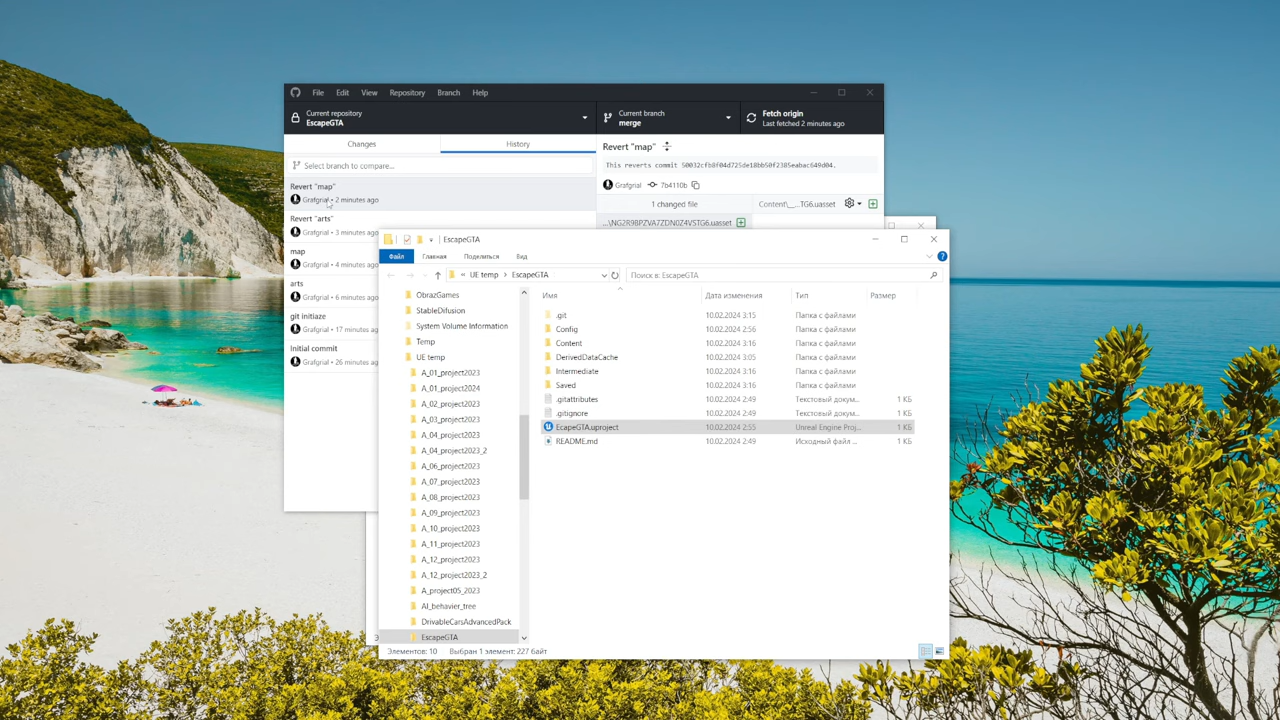 File Edit View Repository Branch Help
Current repository
EscapeGTA
Current branch
merge
Fetch origin
Last fetched 2 minutes ago
Changes
History
Select branch to compare...
Revert "map"
Grafgrial • 2 minutes ago
Revert "arts"
Grafgrial • 3 minutes ag
map
Grafgrial • 4 minutes ag
arts
Grafgrial • 6 minutes ag
git initiaze
Grafgrial • 17 minutes ag
Initial commit
Grafgrial • 26 minutes ag
Revert "map"
This reverts commit 50032cfb8f04d725de18bb50f2385eabac649d04.
Grafgrial 7b4110b
1 changed file
Content\__...TG6.uasset
...\NG2R9BPZVA7ZDN0Z4VSTG6.uasset
EscapeGTA
Файл Главная Поделиться Вид
« UE temp › EscapeGTA
Поиск в: EscapeGTA
ObrazGames
StableDifusion
System Volume Information
Temp
UE temp
A_01_project2023
A_01_project2024
A_02_project2023
A_03_project2023
A_04_project2023
A_04_project2023_2
A_06_project2023
A_07_project2023
A_08_project2023
A_09_project2023
A_10_project2023
A_11_project2023
A_12_project2023
A_12_project2023_2
A_project05_2023
AI_behavier_tree
DrivableCarsAdvancedPack
EscapeGTA
Имя Дата изменения Тип Размер
.git 10.02.2024 3:15 Папка с файлами
Config 10.02.2024 2:56 Папка с файлами
Content 10.02.2024 3:16 Папка с файлами
DerivedDataCache 10.02.2024 3:05 Папка с файлами
Intermediate 10.02.2024 3:16 Папка с файлами
Saved 10.02.2024 3:16 Папка с файлами
.gitattributes 10.02.2024 2:49 Текстовый докум... 1 КБ
.gitignore 10.02.2024 2:49 Текстовый докум... 1 КБ
EcapeGTA.uproject 10.02.2024 2:55 Unreal Engine Proj... 1 КБ
README.md 10.02.2024 2:49 Исходный файл ... 1 КБ
Элементов: 10 Выбран 1 элемент: 227 байт